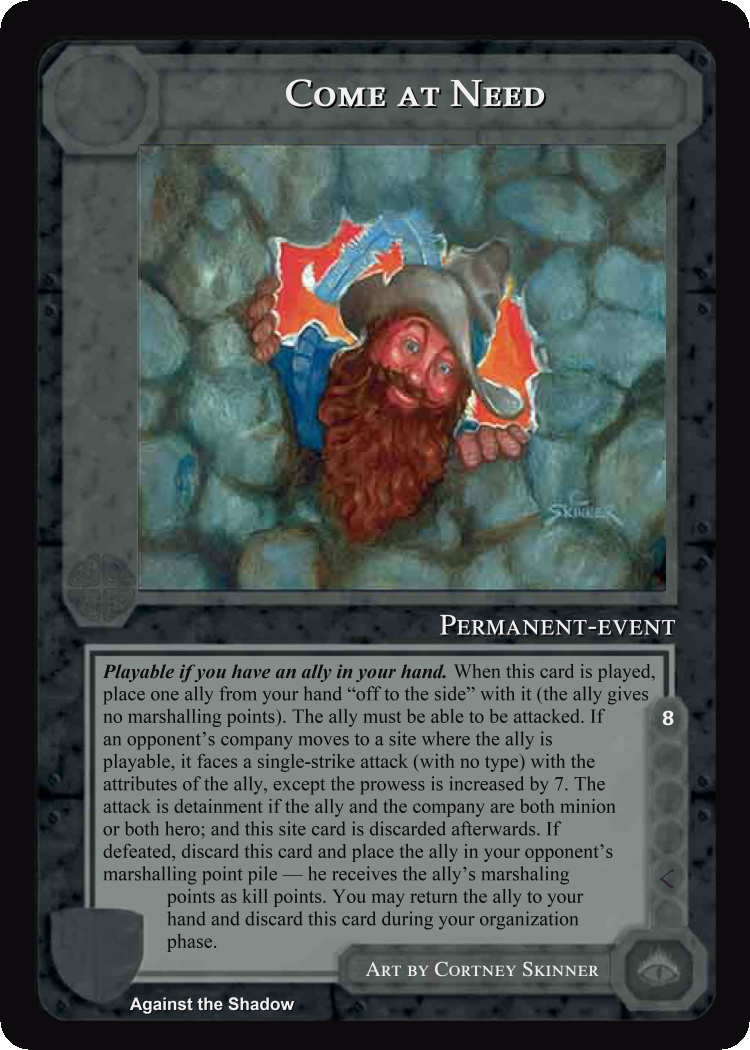 Come at Need
C
Skinner
Permanent-event
Playable if you have an ally in your hand. When this card is played,
place one ally from your hand “off to the side” with it (the ally gives
no marshalling points). The ally must be able to be attacked. If
an opponent’s company moves to a site where the ally is
playable, it faces a single-strike attack (with no type) with the
attributes of the ally, except the prowess is increased by 7. The
attack is detainment if the ally and the company are both minion
or both hero; and this site card is discarded afterwards. If
defeated, discard this card and place the ally in your opponent’s
marshalling point pile — he receives the ally’s marshaling
points as kill points. You may return the ally to your
hand and discard this card during your organization
phase.
8
Art by Cortney Skinner
Against the Shadow